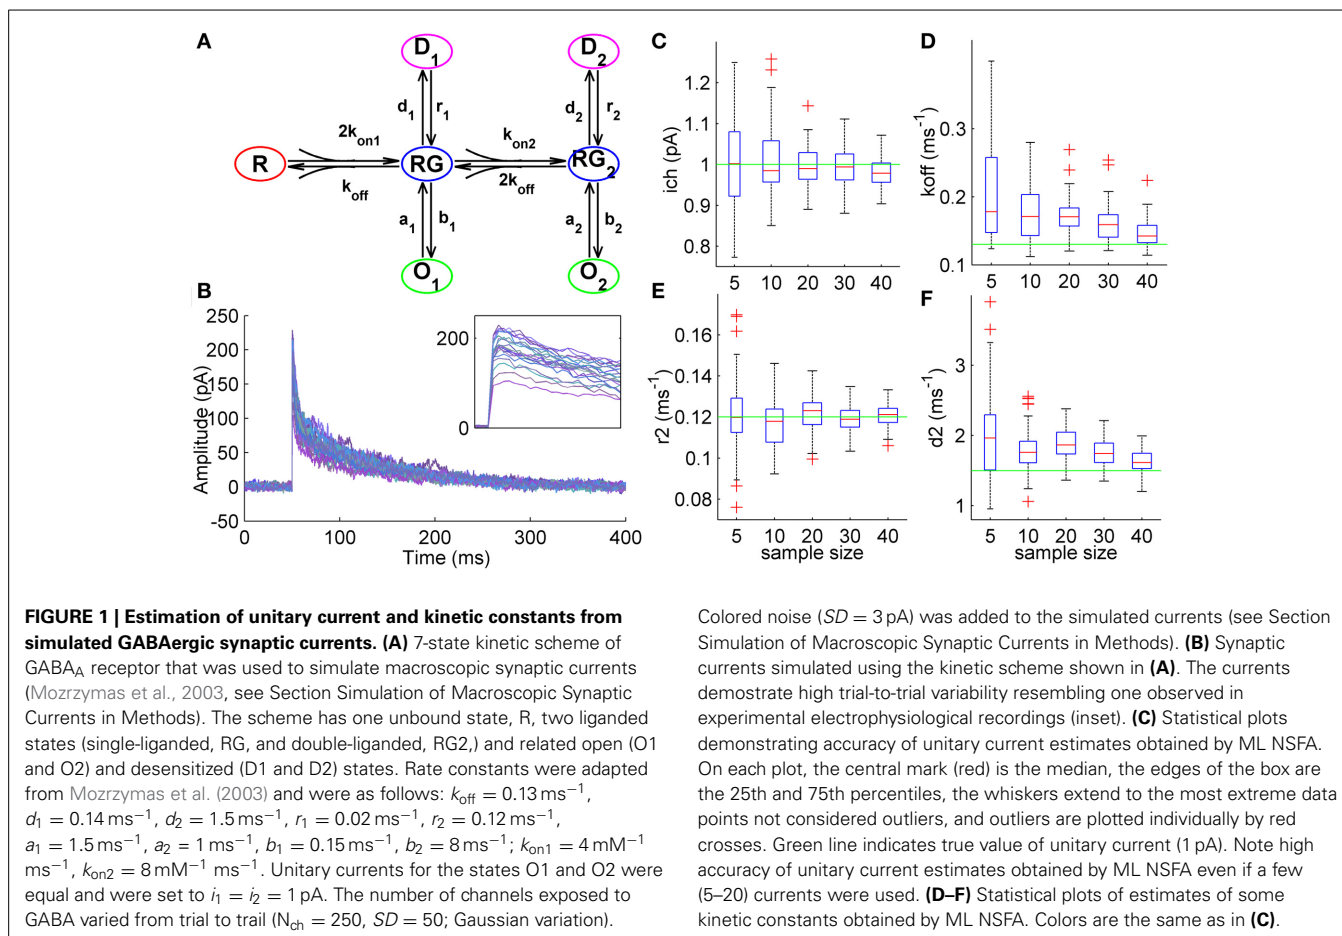 A
D1
D2
d1
r1
d2
r2
2kon1
kon2
R
RG
RG2
koff
2koff
a1
b1
a2
b2
O1
O2
B
250
200
150
100
50
0
-50
Amplitude (pA)
200
0
0
100
200
300
400
Time (ms)
C
1.2
1.1
1
0.9
0.8
ich (pA)
5
10
20
30
40
D
0.3
0.2
0.1
koff (ms-1)
5
10
20
30
40
E
0.16
0.14
0.12
0.1
0.08
r2 (ms-1)
5
10
20
30
40
sample size
F
3
2
1
d2 (ms-1)
5
10
20
30
40
sample size
FIGURE 1 | Estimation of unitary current and kinetic constants from
simulated GABAergic synaptic currents. (A) 7-state kinetic scheme of
GABAA receptor that was used to simulate macroscopic synaptic currents
(Mozrzymas et al., 2003, see Section Simulation of Macroscopic Synaptic
Currents in Methods). The scheme has one unbound state, R, two liganded
states (single-liganded, RG, and double-liganded, RG2,) and related open (O1
and O2) and desensitized (D1 and D2) states. Rate constants were adapted
from Mozrzymas et al. (2003) and were as follows: koff = 0.13 ms−1,
d1 = 0.14 ms−1, d2 = 1.5 ms−1, r1 = 0.02 ms−1, r2 = 0.12 ms−1,
a1 = 1.5 ms−1, a2 = 1 ms−1, b1 = 0.15 ms−1, b2 = 8 ms−1; kon1 = 4 mM−1
ms−1, kon2 = 8 mM−1 ms−1. Unitary currents for the states O1 and O2 were
equal and were set to i1 = i2 = 1 pA. The number of channels exposed to
GABA varied from trial to trail (Nch = 250, SD = 50; Gaussian variation).
Colored noise (SD = 3 pA) was added to the simulated currents (see Section
Simulation of Macroscopic Synaptic Currents in Methods). (B) Synaptic
currents simulated using the kinetic scheme shown in (A). The currents
demostrate high trial-to-trial variability resembling one observed in
experimental electrophysiological recordings (inset). (C) Statistical plots
demonstrating accuracy of unitary current estimates obtained by ML NSFA.
On each plot, the central mark (red) is the median, the edges of the box are
the 25th and 75th percentiles, the whiskers extend to the most extreme data
points not considered outliers, and outliers are plotted individually by red
crosses. Green line indicates true value of unitary current (1 pA). Note high
accuracy of unitary current estimates obtained by ML NSFA even if a few
(5–20) currents were used. (D–F) Statistical plots of estimates of some
kinetic constants obtained by ML NSFA. Colors are the same as in (C).